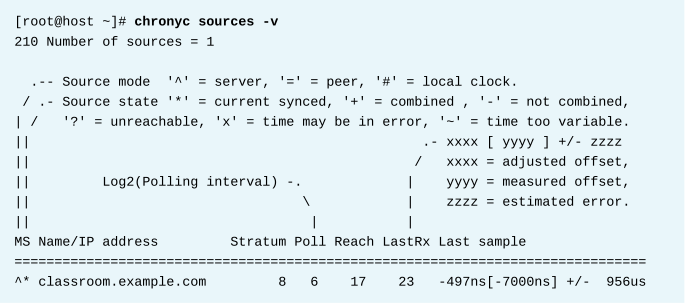 [root@host ~]# chronyc sources -v
210 Number of sources = 1

  .-- Source mode  '^' = server, '=' = peer, '#' = local clock.
 / .- Source state '*' = current synced, '+' = combined , '-' = not combined,
| /   '?' = unreachable, 'x' = time may be in error, '~' = time too variable.
||                                                 .- xxxx [ yyyy ] +/- zzzz
||                                                /   xxxx = adjusted offset,
||         Log2(Polling interval) -.             |    yyyy = measured offset,
||                                  \            |    zzzz = estimated error.
||                                   |           |
MS Name/IP address         Stratum Poll Reach LastRx Last sample
===============================================================================
^* classroom.example.com         8   6    17    23   -497ns[-7000ns] +/-  956us